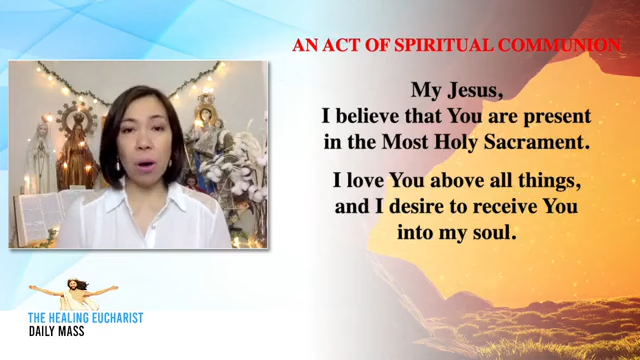 AN ACT OF SPIRITUAL COMMUNION
My Jesus,
I believe that You are present
in the Most Holy Sacrament.
I love You above all things,
and I desire to receive You
into my soul.
THE HEALING EUCHARIST
DAILY MASS